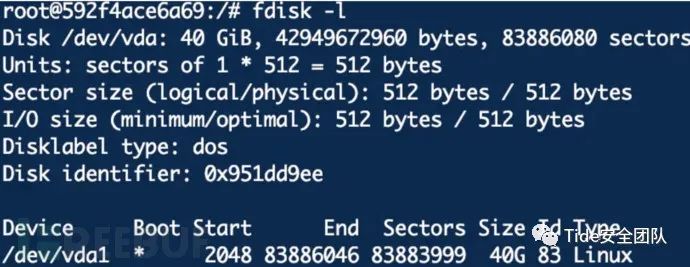 root@592f4ace6a69:/# fdisk -l
Disk /dev/vda: 40 GiB, 42949672960 bytes, 83886080 sectors
Units: sectors of 1 * 512 = 512 bytes
Sector size (logical/physical): 512 bytes / 512 bytes
I/O size (minimum/optimal): 512 bytes / 512 bytes
Disklabel type: dos
Disk identifier: 0x951dd9ee
Device Boot Start End Sectors Size Id Type
/dev/vda1 * 2048 83886046 83883999 40G 83 Linux
Tide安全团队